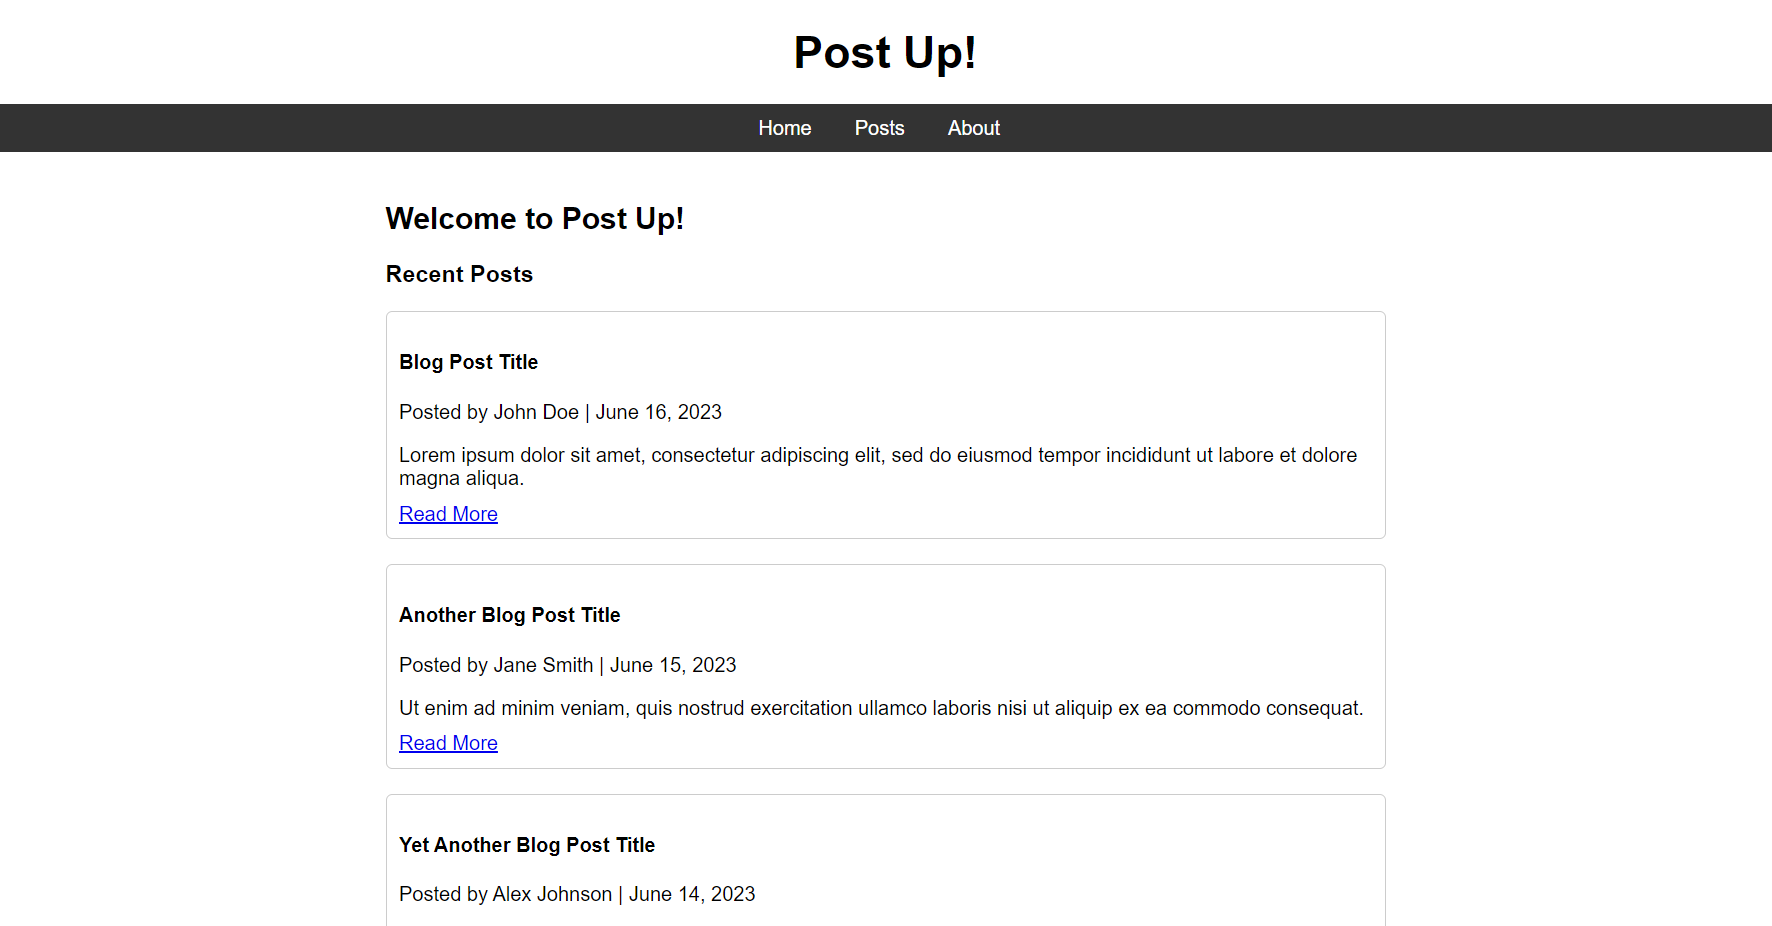 Post Up!
Home Posts About
Welcome to Post Up!
Recent Posts
Blog Post Title
Posted by John Doe | June 16, 2023
Lorem ipsum dolor sit amet, consectetur adipiscing elit, sed do eiusmod tempor incididunt ut labore et dolore
magna aliqua.
Read More
Another Blog Post Title
Posted by Jane Smith | June 15, 2023
Ut enim ad minim veniam, quis nostrud exercitation ullamco laboris nisi ut aliquip ex ea commodo consequat.
Read More
Yet Another Blog Post Title
Posted by Alex Johnson | June 14, 2023